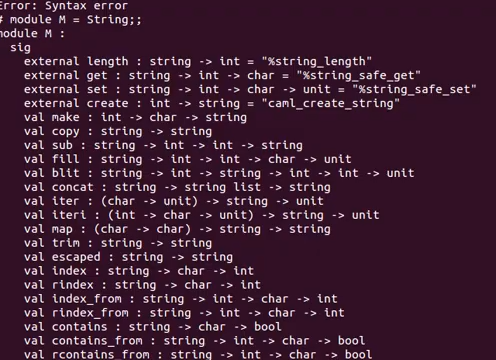 Error: Syntax error
# module M = String;;
module M :
  sig
    external length : string -> int = "%string_length"
    external get : string -> int -> char = "%string_safe_get"
    external set : string -> int -> char -> unit = "%string_safe_set"
    external create : int -> string = "caml_create_string"
    val make : int -> char -> string
    val copy : string -> string
    val sub : string -> int -> int -> string
    val fill : string -> int -> int -> char -> unit
    val blit : string -> int -> string -> int -> int -> unit
    val concat : string -> string list -> string
    val iter : (char -> unit) -> string -> unit
    val iteri : (int -> char -> unit) -> string -> unit
    val map : (char -> char) -> string -> string
    val trim : string -> string
    val escaped : string -> string
    val index : string -> char -> int
    val rindex : string -> char -> int
    val index_from : string -> int -> char -> int
    val rindex_from : string -> int -> char -> int
    val contains : string -> char -> bool
    val contains_from : string -> int -> char -> bool
    val rcontains_from : string -> int -> char -> bool